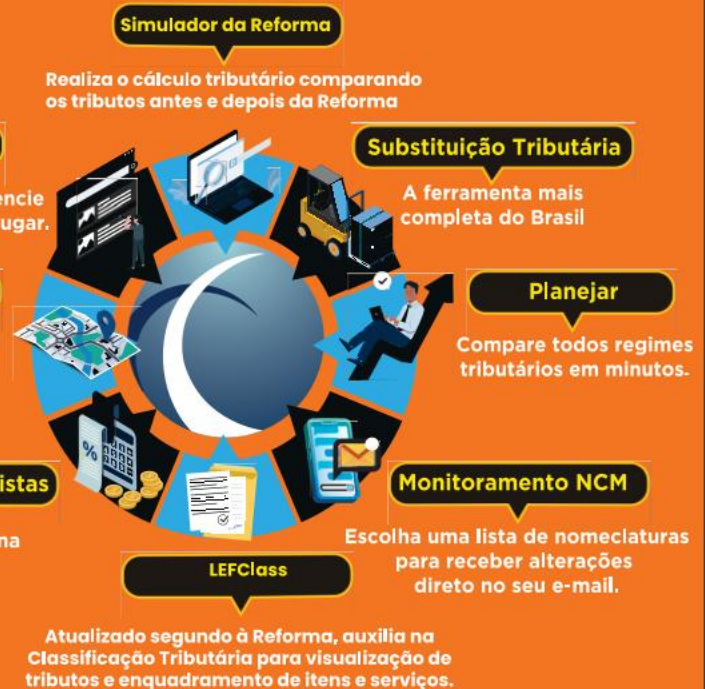 Simulador da Reforma
Realiza o cálculo tributário comparando
os tributos antes e depois da Reforma
Substituição Tributária
A ferramenta mais
completa do Brasil
encie
ugar.
Planejar
Compare todos regimes
tributários em minutos.
%
istas
na
Monitoramento NCM
Escolha uma lista de nomeclaturas
para receber alterações
direto no seu e-mail.
LEFClass
Atualizado segundo à Reforma, auxilia na
Classificação Tributária para visualização de
tributos e enquadramento de itens e serviços.